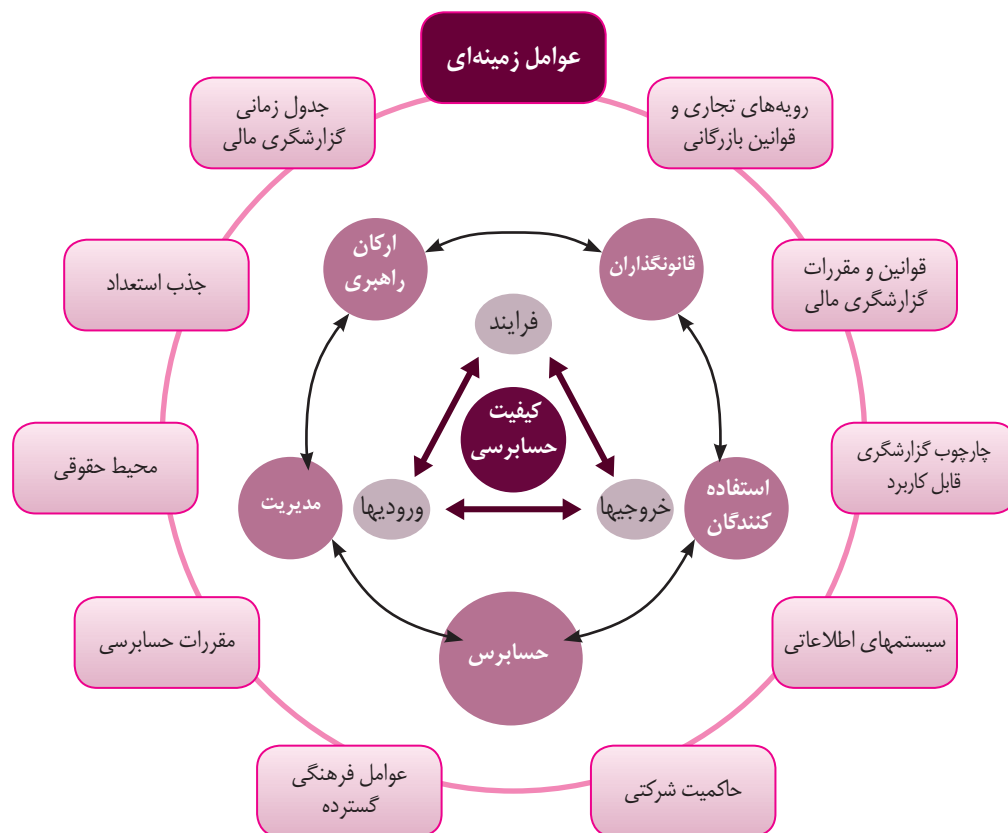 عوامل زمینه‌ای
رویه‌های تجاری و
قوانین بازرگانی
قوانین و مقررات
گزارشگری مالی
چارچوب گزارشگری
قابل کاربرد
سیستمهای اطلاعاتی
حاکمیت شرکتی
عوامل فرهنگی
گسترده
مقررات حسابرسی
محیط حقوقی
جذب استعداد
جدول زمانی
گزارشگری مالی
قانونگذاران
استفاده
کنندگان
حسابرس
مدیریت
ارکان
راهبری
فرایند
خروجیها
ورودیها
کیفیت
حسابرسی